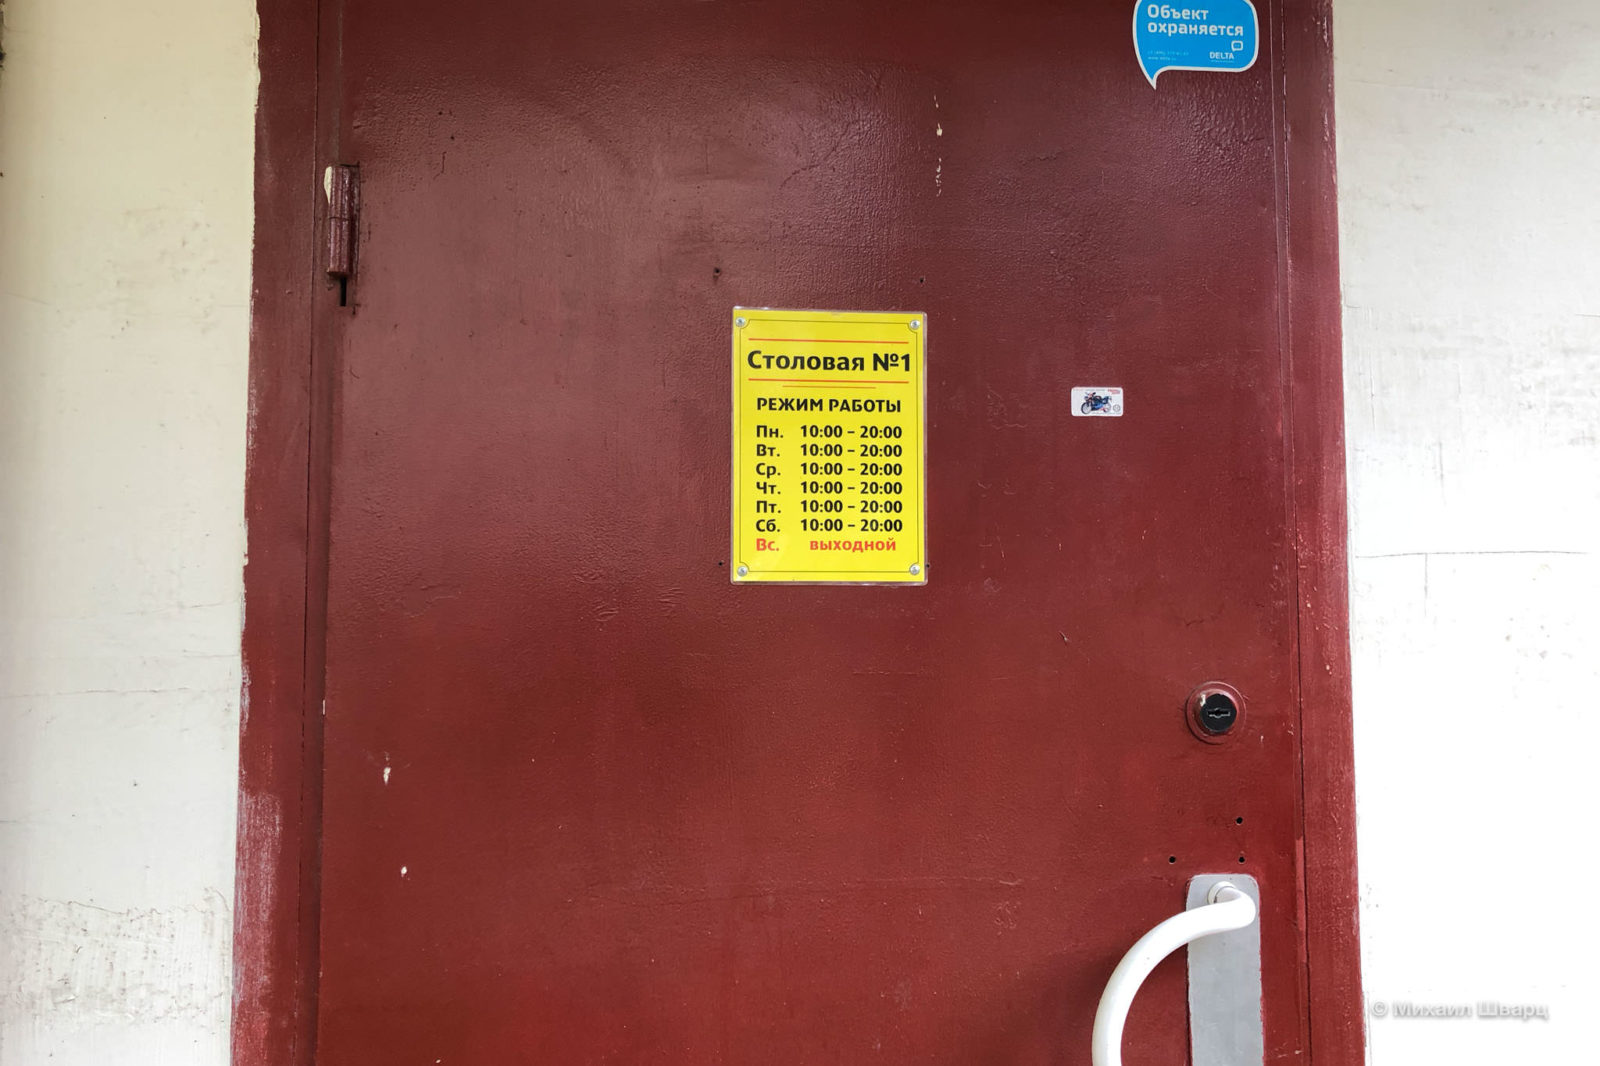 Объект
охраняется
DELTA
Столовая №1
РЕЖИМ РАБОТЫ
Пн. 10:00 – 20:00
Вт. 10:00 – 20:00
Ср. 10:00 – 20:00
Чт. 10:00 – 20:00
Пт. 10:00 – 20:00
Сб. 10:00 – 20:00
Вс. выходной
© Михаил Шварц